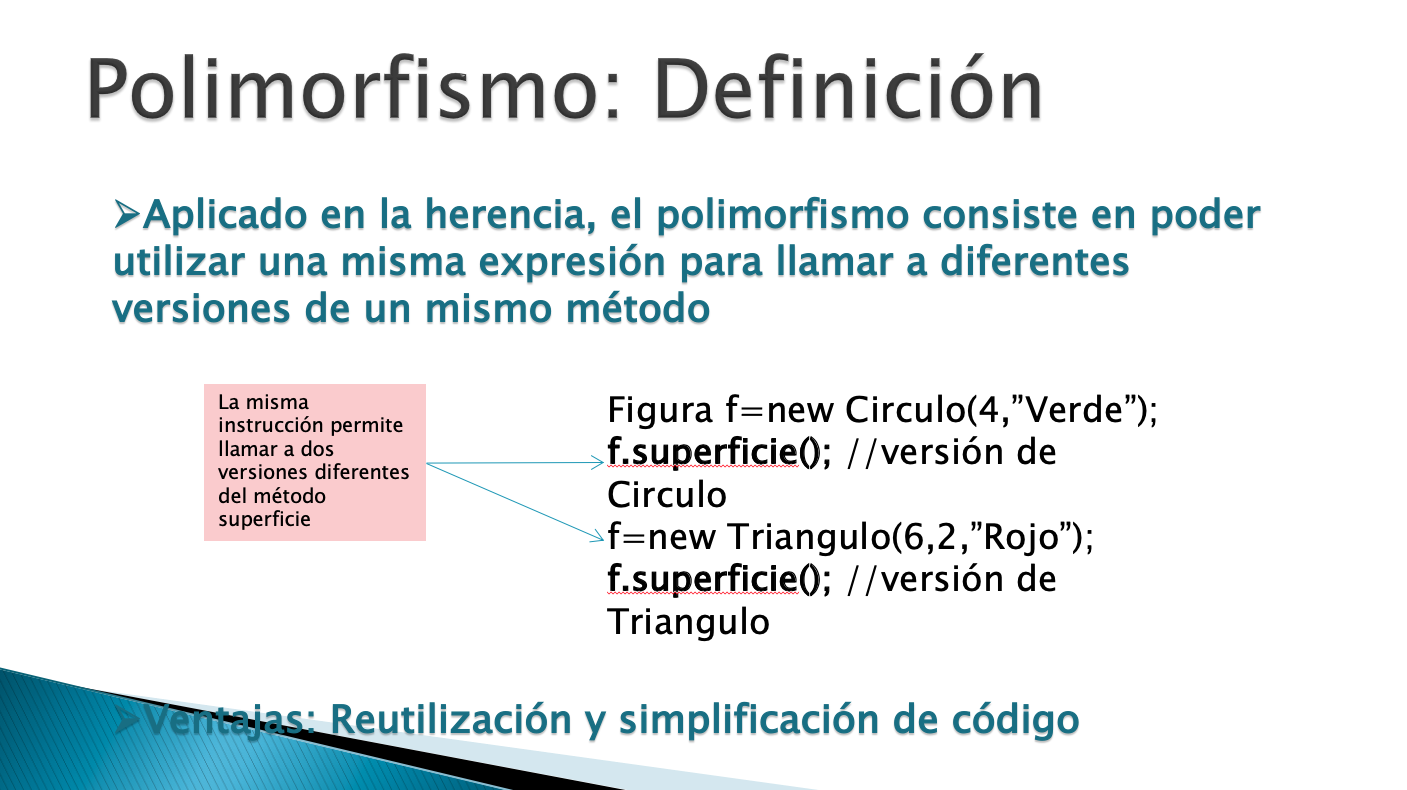 Polimorfismo: Definición
➢Aplicado en la herencia, el polimorfismo consiste en poder
utilizar una misma expresión para llamar a diferentes
versiones de un mismo método
La misma
instrucción permite
llamar a dos
versiones diferentes
del método
superficie
Figura f=new Circulo(4,”Verde”);
f.superficie(); //versión de
Circulo
f=new Triangulo(6,2,”Rojo”);
f.superficie(); //versión de
Triangulo
➢Ventajas: Reutilización y simplificación de código